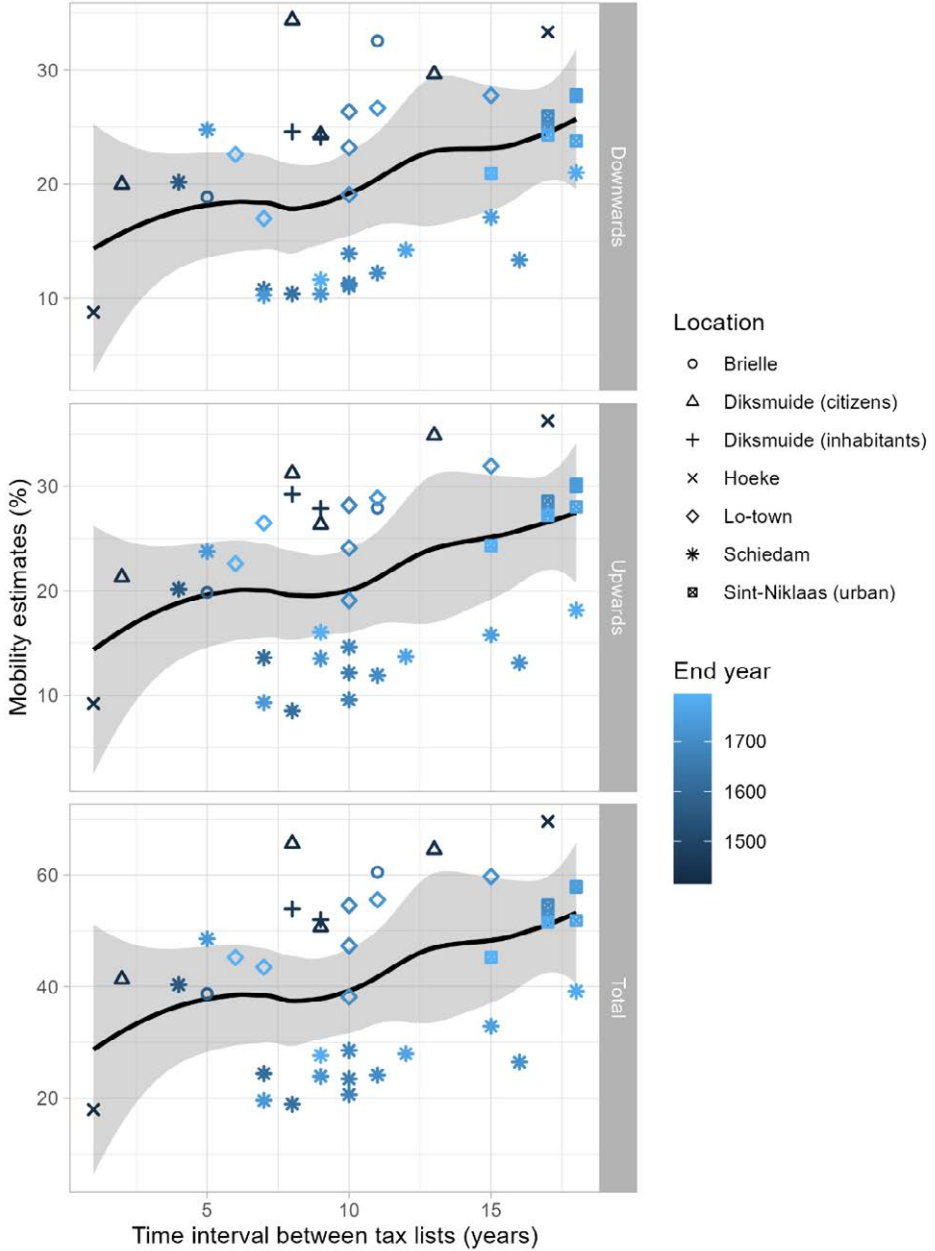 30
20
10
Downwards
30
20
10
Upwards
Mobility estimates (%)
60
40
20
Total
5
10
15
Time interval between tax lists (years)
Location
Brielle
Diksmuide (citizens)
Diksmuide (inhabitants)
Hoeke
Lo-town
Schiedam
Sint-Niklaas (urban)
End year
1700
1600
1500